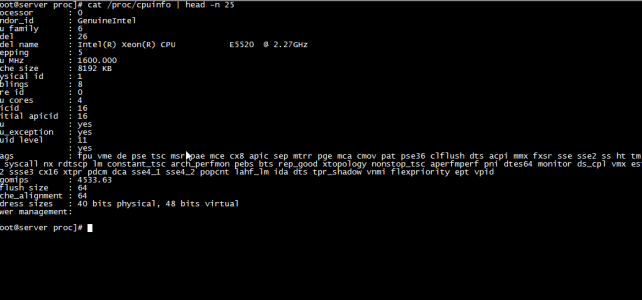 oot@server proc]# cat /proc/cpuinfo | head -n 25
ocessor : 0
ndor_id : GenuineIntel
u family : 6
del : 26
del name : Intel(R) Xeon(R) CPU E5520 @ 2.27GHz
epping : 5
u MHz : 1600.000
che size : 8192 KB
ysical id : 1
blings : 8
re id : 0
u cores : 4
icid : 16
itial apicid : 16
u : yes
u_exception : yes
uid level : 11
: yes
ags : fpu vme de pse tsc msr pae mce cx8 apic sep mtrr pge mca cmov pat pse36 clflush dts acpi mmx fxsr sse sse2 ss ht tm
syscall nx rdtscp lm constant_tsc arch_perfmon pebs bts rep_good xtopology nonstop_tsc aperfmperf pni dtes64 monitor ds_cpl vmx es
2 ssse3 cx16 xtpr pdcm dca sse4_1 sse4_2 popcnt lahf_lm ida dts tpr_shadow vnmi flexpriority ept vpid
gomips : 4533.63
flush size : 64
che_alignment : 64
dress sizes : 40 bits physical, 48 bits virtual
wer management:
oot@server proc]#